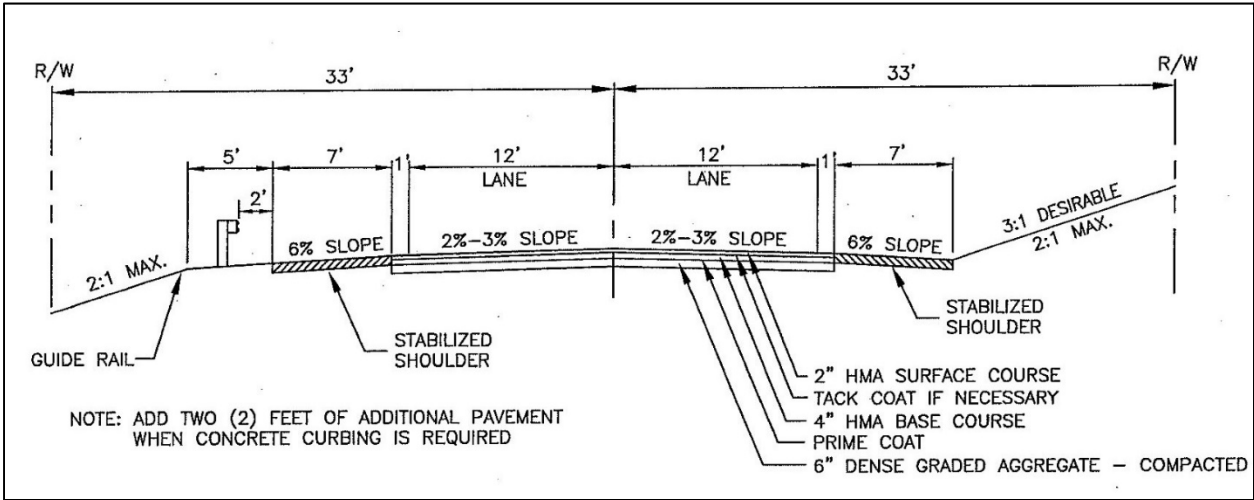 R/W
R/W
33'
33'
5'
7'
1'
12'
12'
1'
7'
LANE
LANE
2'
6% SLOPE
2%-3% SLOPE
2%-3% SLOPE
6% SLOPE
3:1 DESIRABLE
2:1 MAX.
2:1 MAX.
GUIDE RAIL
STABILIZED
SHOULDER
STABILIZED
SHOULDER
2" HMA SURFACE COURSE
TACK COAT IF NECESSARY
4" HMA BASE COURSE
PRIME COAT
6" DENSE GRADED AGGREGATE - COMPACTED
NOTE: ADD TWO (2) FEET OF ADDITIONAL PAVEMENT
WHEN CONCRETE CURBING IS REQUIRED